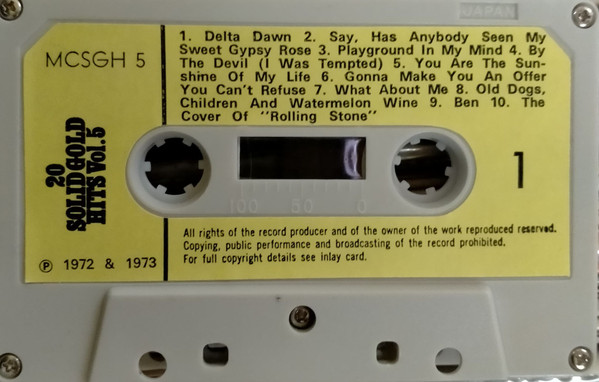 JAPAN
MCSGH 5
1. Delta Dawn 2. Say, Has Anybody Seen My
Sweet Gypsy Rose 3. Playground In My Mind 4. By
The Devil (I Was Tempted) 5. You Are The Sun-
shine Of My Life 6. Gonna Make You An Offer
You Can't Refuse 7. What About Me 8. Old Dogs,
Children And Watermelon Wine 9. Ben 10. The
Cover Of "Rolling Stone"
20
SOLID GOLD
HITS Vol. 5
1
100 50 0
All rights of the record producer and of the owner of the work reproduced reserved.
Copying, public performance and broadcasting of the record prohibited.
For full copyright details see inlay card.
℗ 1972 & 1973